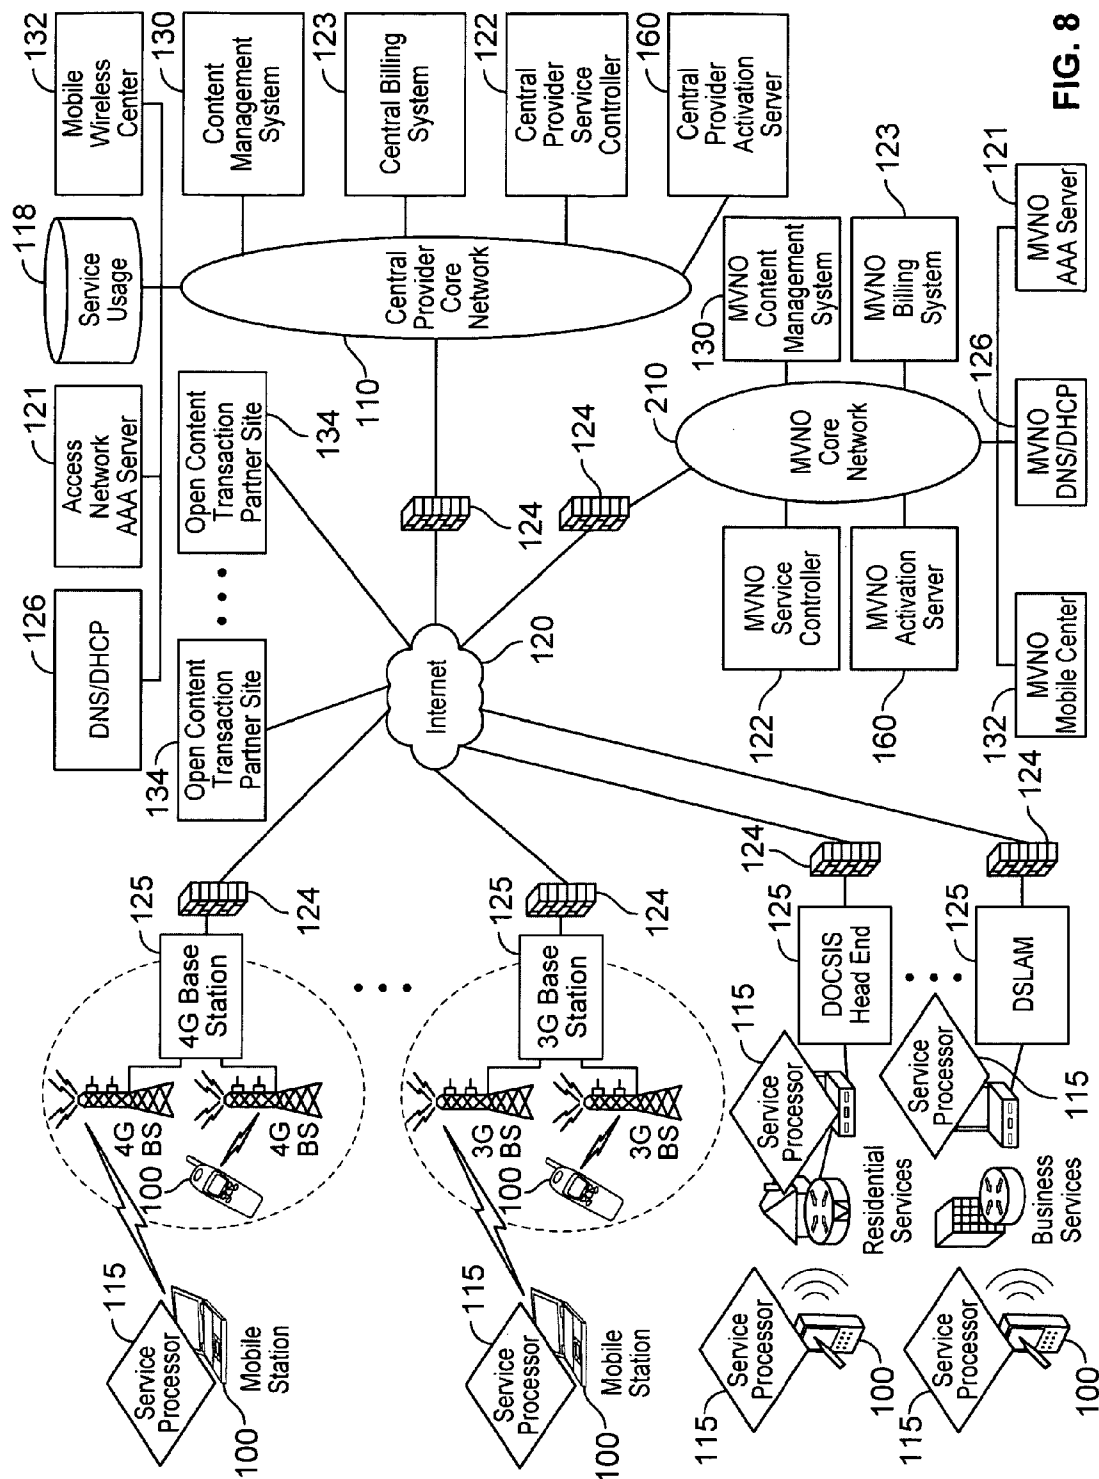 126
DNS/DHCP
121
Access
Network
AAA Server
118
Service
Usage
132
Mobile
Wireless
Center
134
Open Content
Transaction
Partner Site
Open Content
Transaction
Partner Site
134
130
Content
Management
System
123
Central Billing
System
122
Central
Provider
Service
Controller
160
Central
Provider
Activation
Server
110
Central
Provider
Core
Network
124
124
120
Internet
210
MVNO
Core
Network
130
MVNO
Content
Management
System
123
MVNO
Billing
System
122
MVNO
Service
Controller
160
MVNO
Activation
Server
126
MVNO
DNS/DHCP
121
MVNO
AAA Server
132
MVNO
Mobile Center
125
4G Base
Station
124
4G
BS
4G
BS
100
115
Service
Processor
100
Mobile
Station
125
3G Base
Station
124
3G
BS
3G
BS
100
115
Service
Processor
100
Mobile
Station
124
125
DOCSIS
Head End
115
Service
Processor
Residential
Services
115
Service
Processor
100
124
125
DSLAM
Service
Processor
115
Business
Services
115
Service
Processor
100
FIG. 8